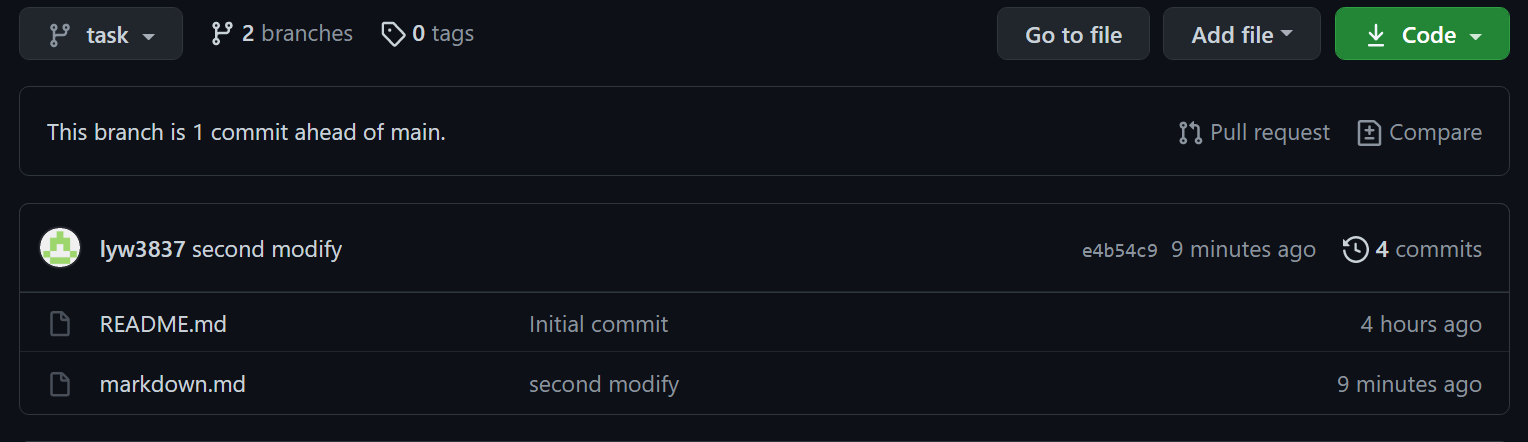 task 2 branches 0 tags Go to file Add file Code
This branch is 1 commit ahead of main. Pull request Compare
lyw3837 second modify e4b54c9 9 minutes ago 4 commits
README.md Initial commit 4 hours ago
markdown.md second modify 9 minutes ago